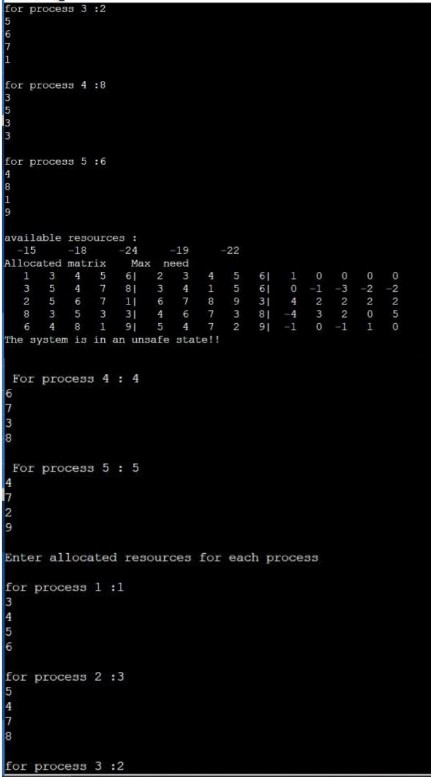 for process 3 :2
5
6
7
1
for process 4 :8
3
5
3
3
for process 5 :6
4
8
1
9
available resources :
-15 -18 -24 -19 -22
Allocated matrix Max need
1 3 4 5 6| 2 3 4 5 6| 1 0 0 0 0
3 5 4 7 8| 3 4 1 5 6| 0 -1 -3 -2 -2
2 5 6 7 1| 6 7 8 9 3| 4 2 2 2 2
8 3 5 3 3| 4 6 7 3 8| -4 3 2 0 5
6 4 8 1 9| 5 4 7 2 9| -1 0 -1 1 0
The system is in an unsafe state!!
For process 4 : 4
6
7
3
8
For process 5 : 5
4
7
2
9
Enter allocated resources for each process
for process 1 :1
3
4
5
6
for process 2 :3
5
4
7
8
for process 3 :2